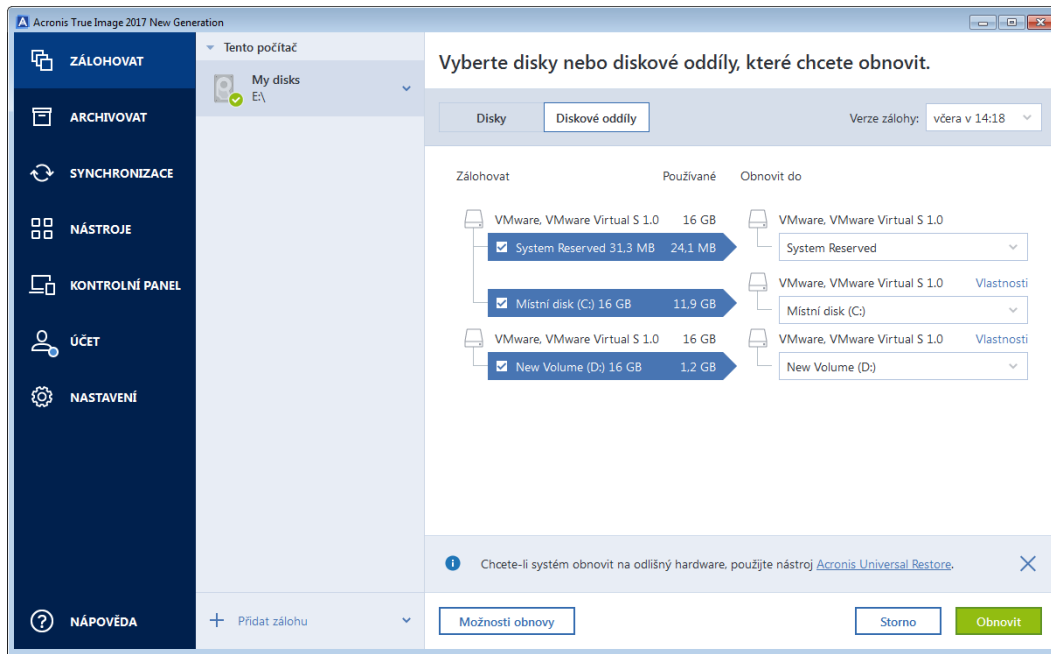 Acronis True Image 2017 New Generation
ZÁLOHOVAT
ARCHIVOVAT
SYNCHRONIZACE
NÁSTROJE
KONTROLNÍ PANEL
ÚČET
NASTAVENÍ
NÁPOVĚDA
Tento počítač
My disks
E:\
Přidat zálohu
Vyberte disky nebo diskové oddíly, které chcete obnovit.
Disky Diskové oddíly Verze zálohy: včera v 14:18
Zálohovat Používané Obnovit do
VMware, VMware Virtual S 1.0 16 GB VMware, VMware Virtual S 1.0
System Reserved 31,3 MB 24,1 MB System Reserved
VMware, VMware Virtual S 1.0 Vlastnosti
Místní disk (C:) 16 GB 11,9 GB Místní disk (C:)
VMware, VMware Virtual S 1.0 16 GB VMware, VMware Virtual S 1.0 Vlastnosti
New Volume (D:) 16 GB 1,2 GB New Volume (D:)
Chcete-li systém obnovit na odlišný hardware, použijte nástroj Acronis Universal Restore.
Možnosti obnovy Storno Obnovit